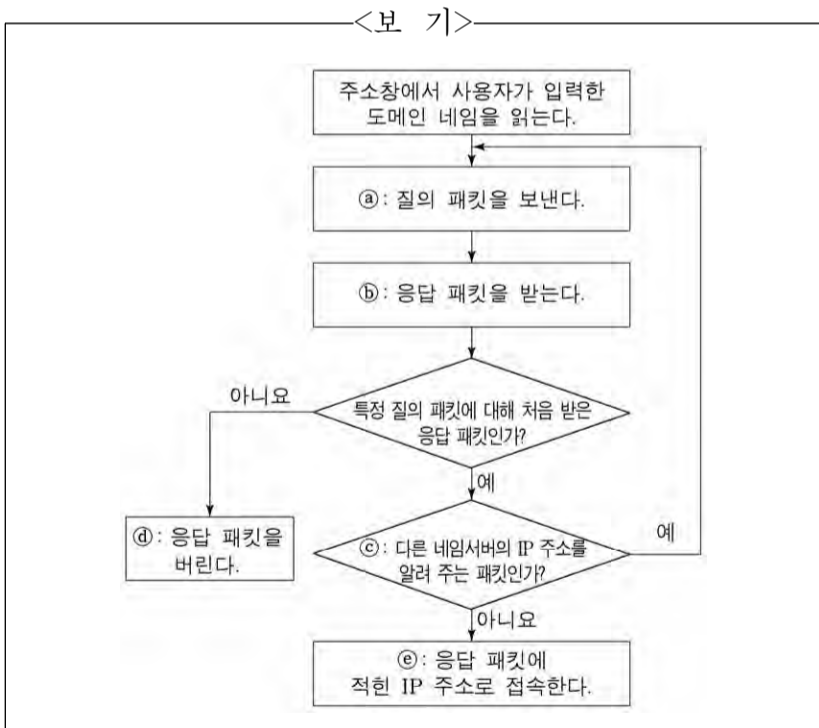 <보 기>
주소창에서 사용자가 입력한
도메인 네임을 읽는다.
ⓐ: 질의 패킷을 보낸다.
ⓑ: 응답 패킷을 받는다.
아니요
특정 질의 패킷에 대해 처음 받은
응답 패킷인가?
예
ⓓ: 응답 패킷을
버린다.
ⓒ: 다른 네임서버의 IP 주소를
알려 주는 패킷인가?
예
아니요
ⓔ: 응답 패킷에
적힌 IP 주소로 접속한다.